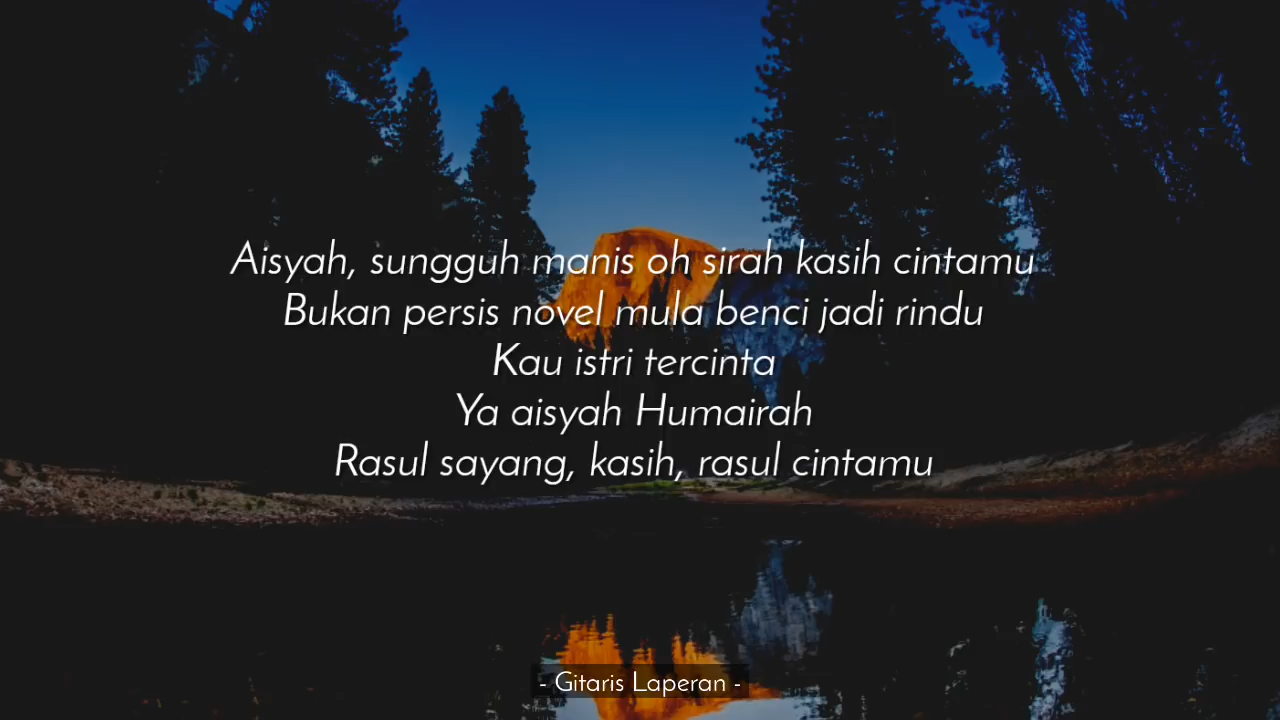 Aisyah, sungguh manis oh sirah kasih cintamu
Bukan persis novel mula benci jadi rindu
Kau istri tercinta
Ya aisyah Humairah
Rasul sayang, kasih, rasul cintamu
- Gitaris Laperan -